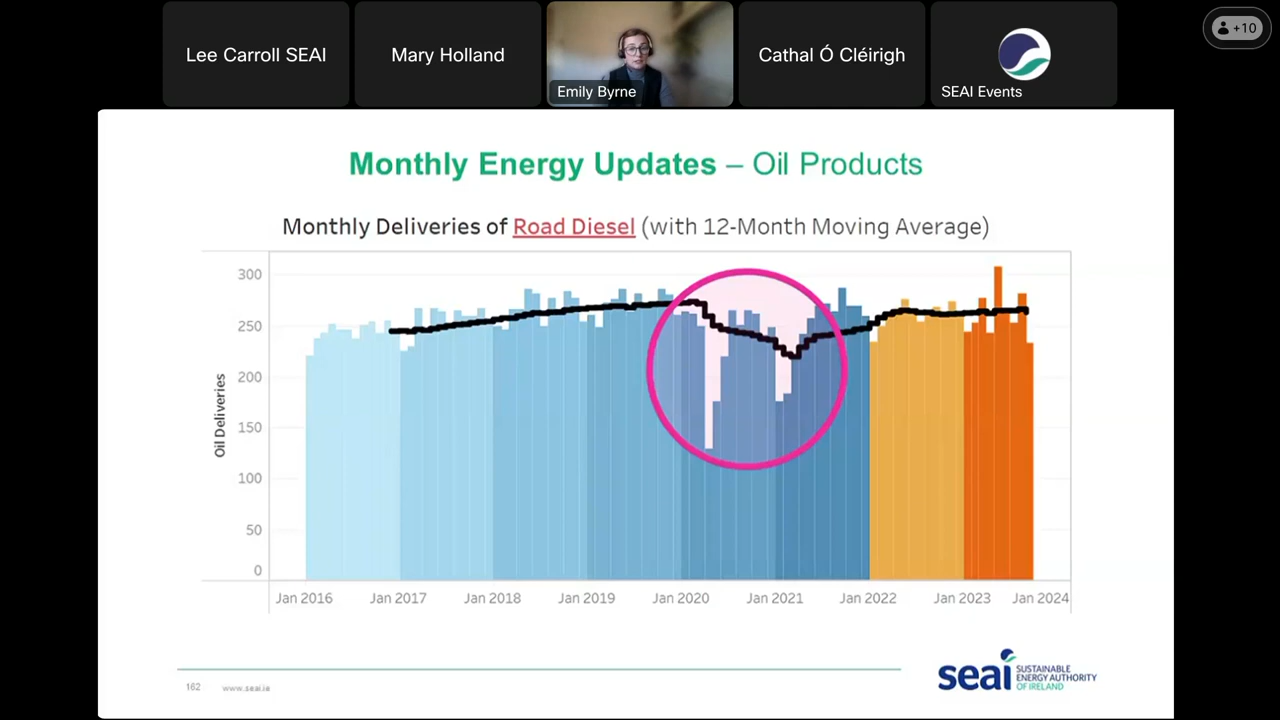 Lee Carroll SEAI
Mary Holland
Emily Byrne
Cathal Ó Cléirigh
SEAI Events
+10
Monthly Energy Updates – Oil Products
Monthly Deliveries of Road Diesel (with 12-Month Moving Average)
300
250
200
150
100
50
0
Oil Deliveries
Jan 2016
Jan 2017
Jan 2018
Jan 2019
Jan 2020
Jan 2021
Jan 2022
Jan 2023
Jan 2024
162
www.seai.ie
seai
SUSTAINABLE
ENERGY AUTHORITY
OF IRELAND